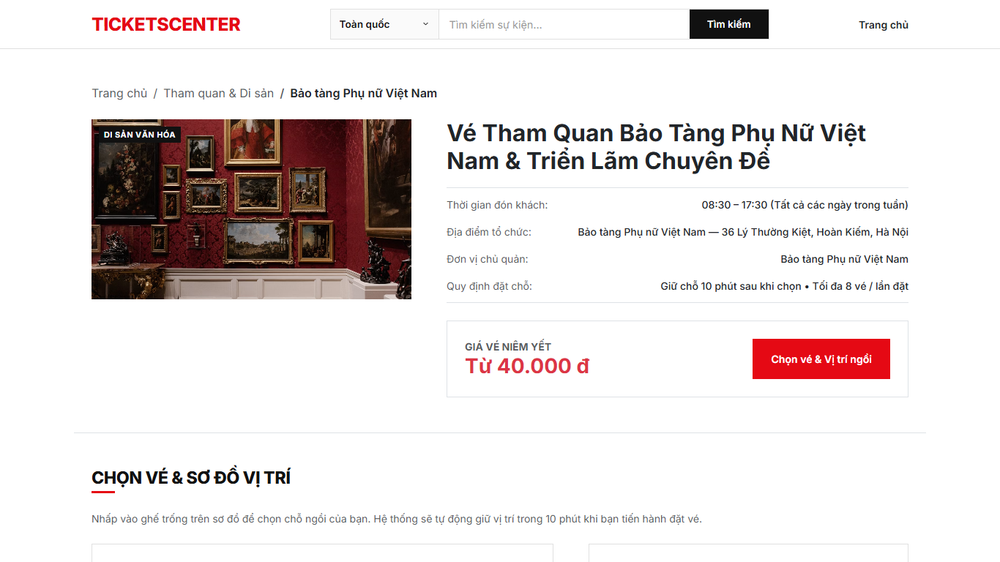 TICKETSCENTER
Toàn quốc
Tìm kiếm sự kiện...
Tìm kiếm
Trang chủ
Trang chủ / Tham quan & Di sản / Bảo tàng Phụ nữ Việt Nam
DI SẢN VĂN HÓA
Vé Tham Quan Bảo Tàng Phụ Nữ Việt
Nam & Triển Lãm Chuyên Đề
Thời gian đón khách: 08:30 – 17:30 (Tất cả các ngày trong tuần)
Địa điểm tổ chức: Bảo tàng Phụ nữ Việt Nam — 36 Lý Thường Kiệt, Hoàn Kiếm, Hà Nội
Đơn vị chủ quản: Bảo tàng Phụ nữ Việt Nam
Quy định đặt chỗ: Giữ chỗ 10 phút sau khi chọn • Tối đa 8 vé / lần đặt
GIÁ VÉ NIÊM YẾT
Từ 40.000 đ
Chọn vé & Vị trí ngồi
CHỌN VÉ & SƠ ĐỒ VỊ TRÍ
Nhấp vào ghế trống trên sơ đồ để chọn chỗ ngồi của bạn. Hệ thống sẽ tự động giữ vị trí trong 10 phút khi bạn tiến hành đặt vé.